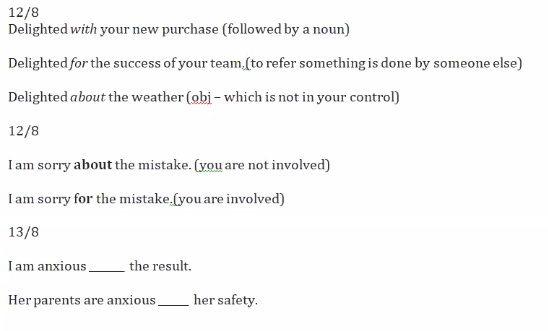 12/8
Delighted with your new purchase (followed by a noun)
Delighted for the success of your team.(to refer something is done by someone else)
Delighted about the weather (obj – which is not in your control)
12/8
I am sorry about the mistake. (you are not involved)
I am sorry for the mistake.(you are involved)
13/8
I am anxious _____ the result.
Her parents are anxious ____ her safety.